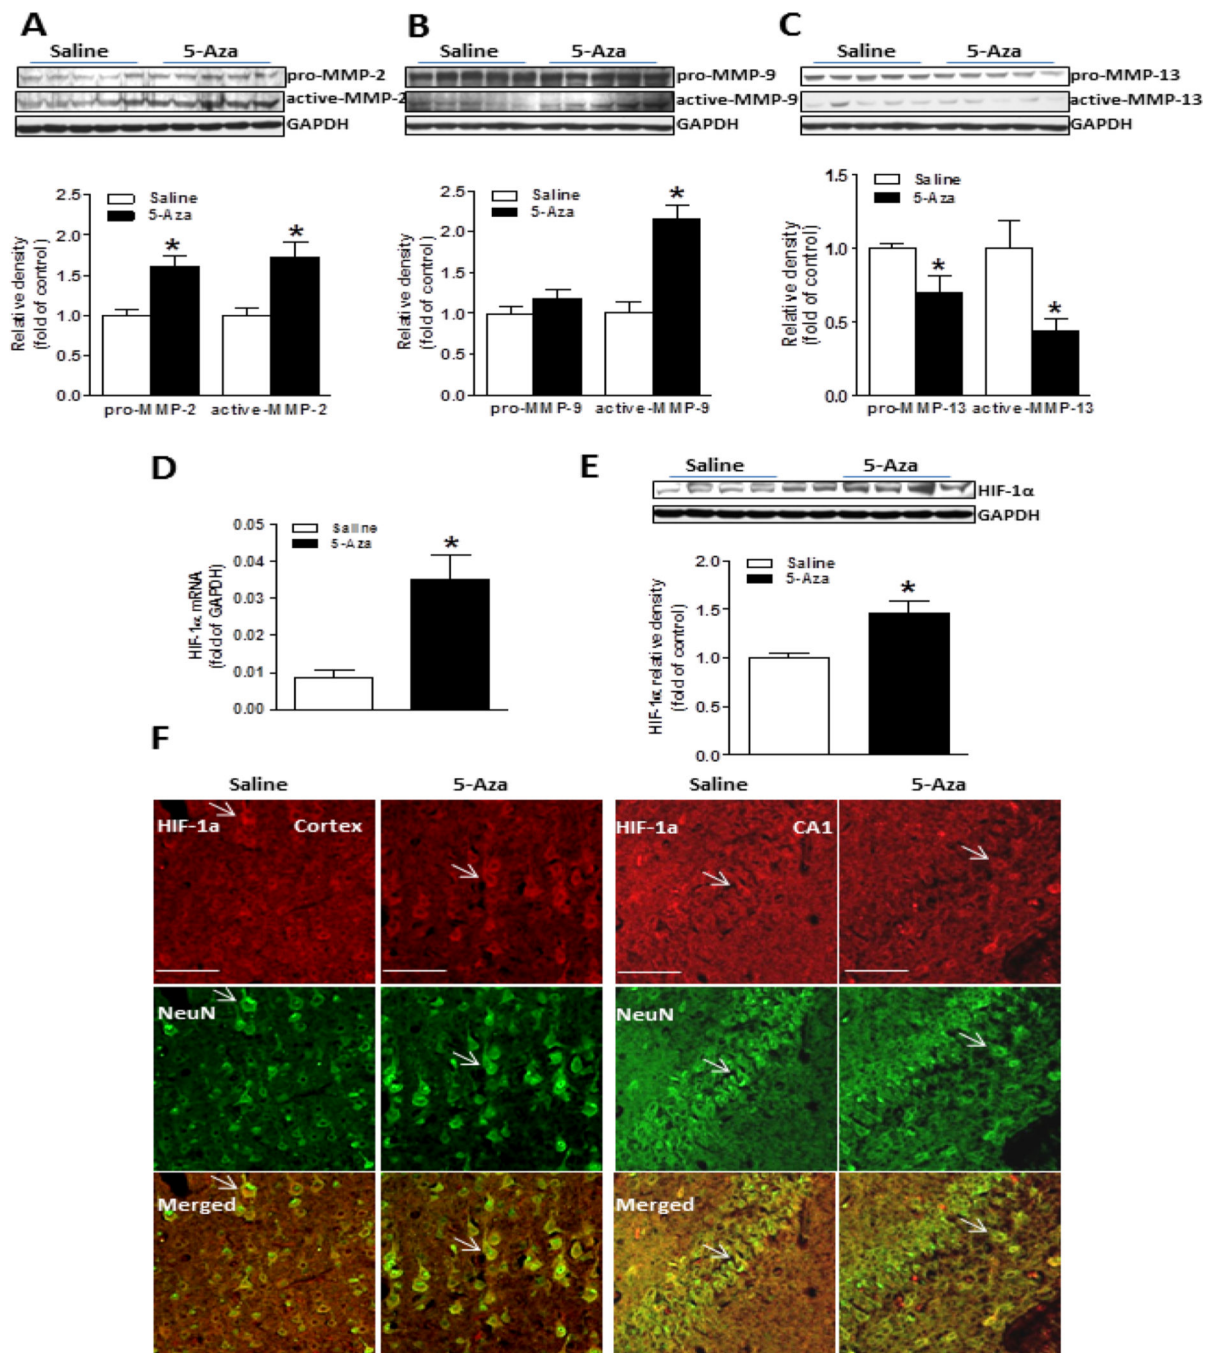 A
Saline 5-Aza
pro-MMP-2
active-MMP-2
GAPDH
Saline
5-Aza
Relative density
(fold of control)
2.5
2.0
1.5
1.0
0.5
0.0
* *
pro-MMP-2 active-MMP-2
B
Saline 5-Aza
pro-MMP-9
active-MMP-9
GAPDH
Saline
5-Aza
Relative density
(fold of control)
2.5
2.0
1.5
1.0
0.5
0.0
*
pro-MMP-9 active-MMP-9
C
Saline 5-Aza
pro-MMP-13
active-MMP-13
GAPDH
Saline
5-Aza
Relative density
(fold of control)
1.5
1.0
0.5
0.0
* *
pro-MMP-13 active-MMP-13
D
Saline
5-Aza
HIF-1α mRNA
(fold of GAPDH)
0.05
0.04
0.03
0.02
0.01
0.00
*
E
Saline 5-Aza
HIF-1α
GAPDH
Saline
5-Aza
HIF-1α relative density
(fold of control)
2.0
1.5
1.0
0.5
0.0
*
F
Saline 5-Aza Saline 5-Aza
HIF-1a Cortex HIF-1a CA1
NeuN NeuN
Merged Merged